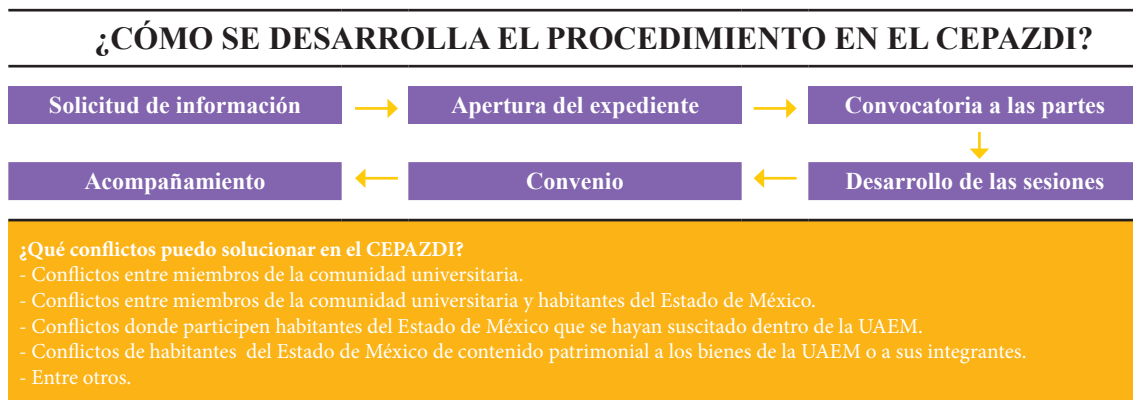 ¿CÓMO SE DESARROLLA EL PROCEDIMIENTO EN EL CEPAZDI?
Solicitud de información
Apertura del expediente
Convocatoria a las partes
Desarrollo de las sesiones
Convenio
Acompañamiento
¿Qué conflictos puedo solucionar en el CEPAZDI?
- Conflictos entre miembros de la comunidad universitaria.
- Conflictos entre miembros de la comunidad universitaria y habitantes del Estado de México.
- Conflictos donde participen habitantes del Estado de México que se hayan suscitado dentro de la UAEM.
- Conflictos de habitantes del Estado de México de contenido patrimonial a los bienes de la UAEM o a sus integrantes.
- Entre otros.